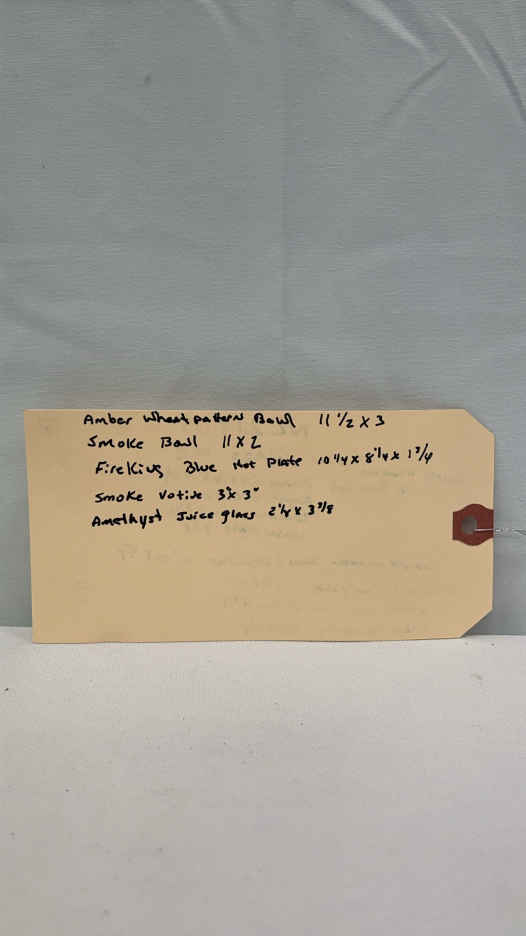 Amber Wheat pattern Bowl 11 1/2 X 3
Smoke Bowl 11 X 2
FireKing Blue Hot Plate 10 1/4 X 8 1/4 X 1 3/4
Smoke Votive 3" X 3"
Amethyst Juice glass 2 1/4 X 3 3/8